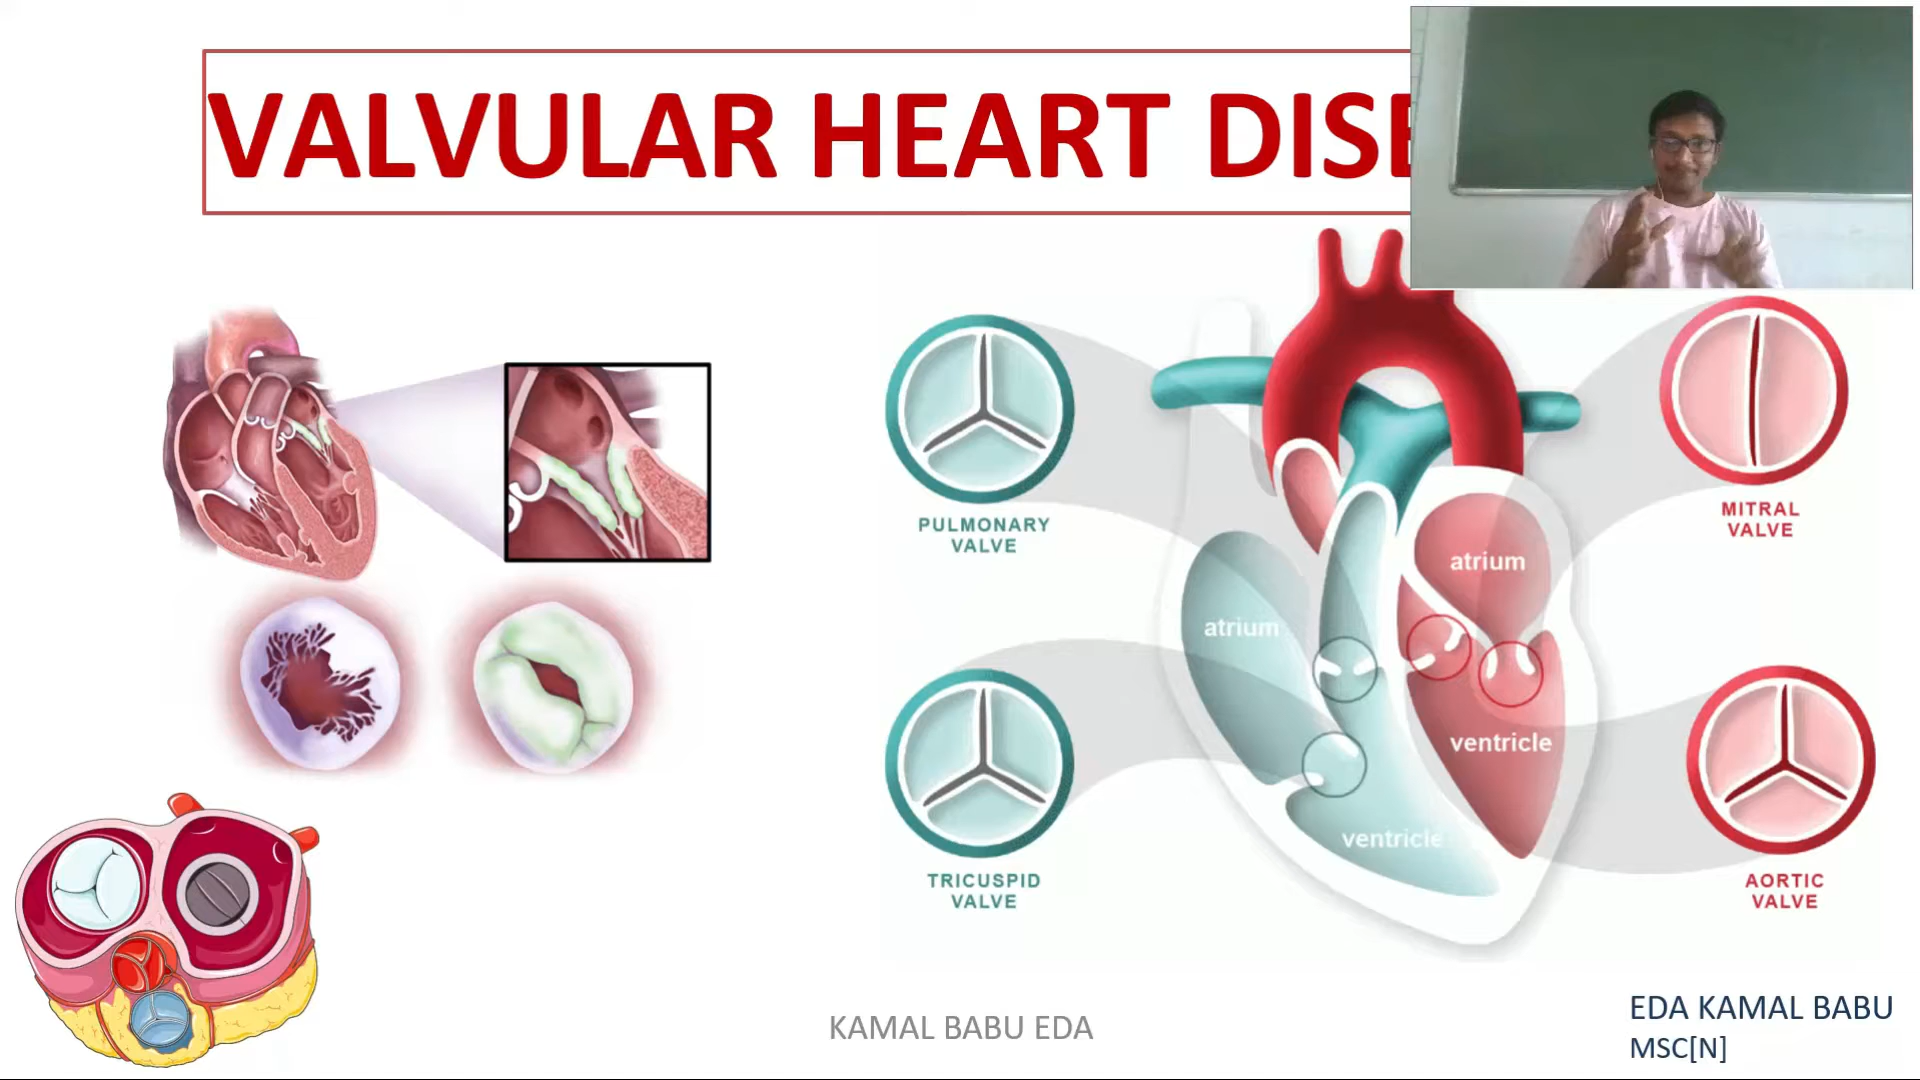 VALVULAR HEART DISE
PULMONARY
VALVE
MITRAL
VALVE
atrium
atrium
ventricle
ventricle
TRICUSPID
VALVE
AORTIC
VALVE
KAMAL BABU EDA
EDA KAMAL BABU
MSC[N]